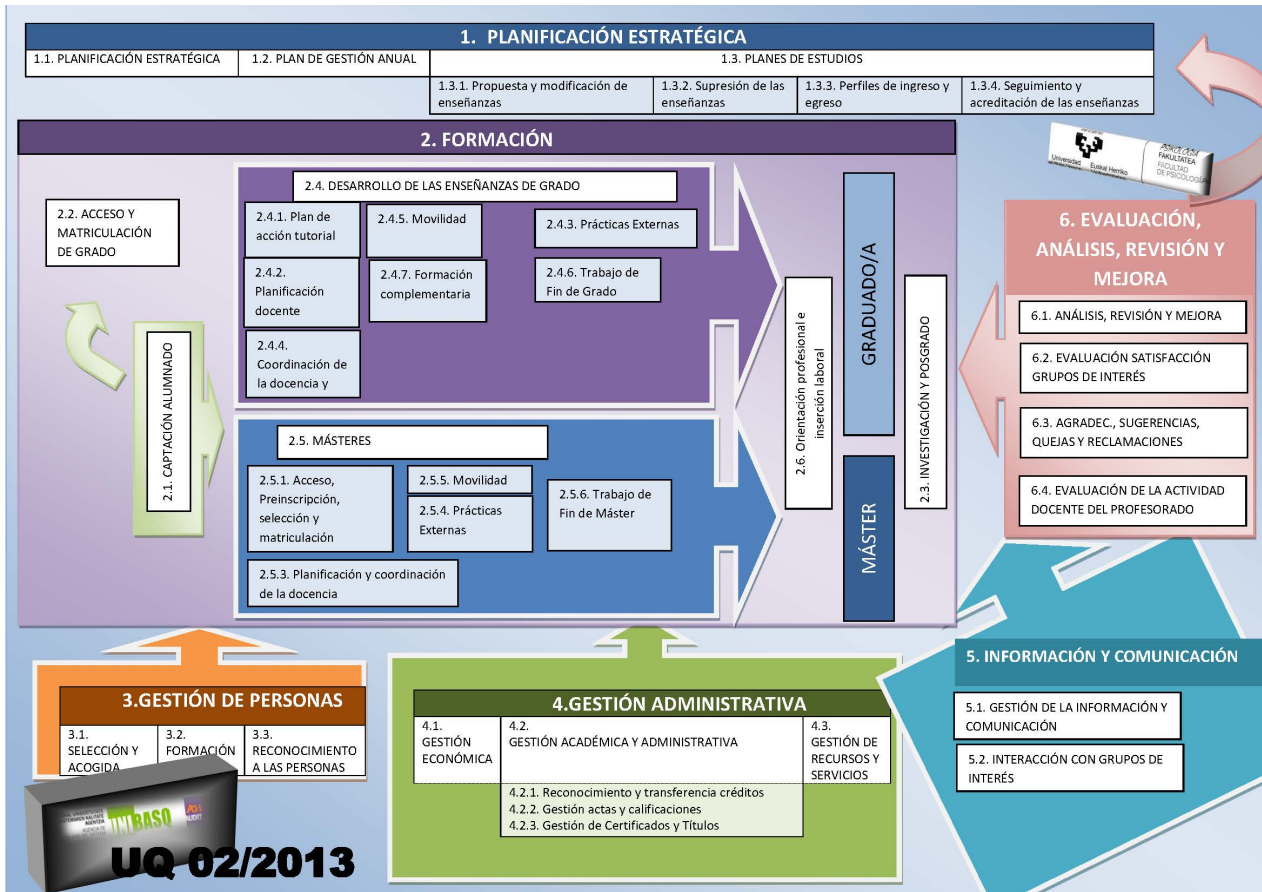 1. PLANIFICACIÓN ESTRATÉGICA
1.1. PLANIFICACIÓN ESTRATÉGICA
1.2. PLAN DE GESTIÓN ANUAL
1.3. PLANES DE ESTUDIOS
1.3.1. Propuesta y modificación de
enseñanzas
1.3.2. Supresión de las
enseñanzas
1.3.3. Perfiles de ingreso y
egreso
1.3.4. Seguimiento y
acreditación de las enseñanzas
Universidad
Euskal Herriko
PSIKOLOGIA
FAKULTATEA
FACULTAD
DE PSICOLOGÍA
2. FORMACIÓN
2.2. ACCESO Y
MATRICULACIÓN
DE GRADO
2.1. CAPTACIÓN ALUMNADO
2.4. DESARROLLO DE LAS ENSEÑANZAS DE GRADO
2.4.1. Plan de
acción tutorial
2.4.5. Movilidad
2.4.3. Prácticas Externas
2.4.2.
Planificación
docente
2.4.7. Formación
complementaria
2.4.6. Trabajo de
Fin de Grado
2.4.4.
Coordinación de
la docencia y
2.5. MÁSTERES
2.5.1. Acceso,
Preinscripción,
selección y
matriculación
2.5.5. Movilidad
2.5.4. Prácticas
Externas
2.5.6. Trabajo de
Fin de Máster
2.5.3. Planificación y coordinación
de la docencia
2.6. Orientación profesional e
inserción laboral
GRADUADO/A
MÁSTER
2.3. INVESTIGACIÓN Y POSGRADO
6. EVALUACIÓN,
ANÁLISIS, REVISIÓN Y
MEJORA
6.1. ANÁLISIS, REVISIÓN Y MEJORA
6.2. EVALUACIÓN SATISFACCIÓN
GRUPOS DE INTERÉS
6.3. AGRADEC., SUGERENCIAS,
QUEJAS Y RECLAMACIONES
6.4. EVALUACIÓN DE LA ACTIVIDAD
DOCENTE DEL PROFESORADO
3.GESTIÓN DE PERSONAS
3.1.
SELECCIÓN Y
ACOGIDA
3.2.
FORMACIÓN
3.3.
RECONOCIMIENTO
A LAS PERSONAS
4.GESTIÓN ADMINISTRATIVA
4.1.
GESTIÓN
ECONÓMICA
4.2.
GESTIÓN ACADÉMICA Y ADMINISTRATIVA
4.3.
GESTIÓN DE
RECURSOS Y
SERVICIOS
4.2.1. Reconocimiento y transferencia créditos
4.2.2. Gestión actas y calificaciones
4.2.3. Gestión de Certificados y Títulos
5. INFORMACIÓN Y COMUNICACIÓN
5.1. GESTIÓN DE LA INFORMACIÓN Y
COMUNICACIÓN
5.2. INTERACCIÓN CON GRUPOS DE
INTERÉS
UNIBASQ
AUDIT
UQ 02/2013